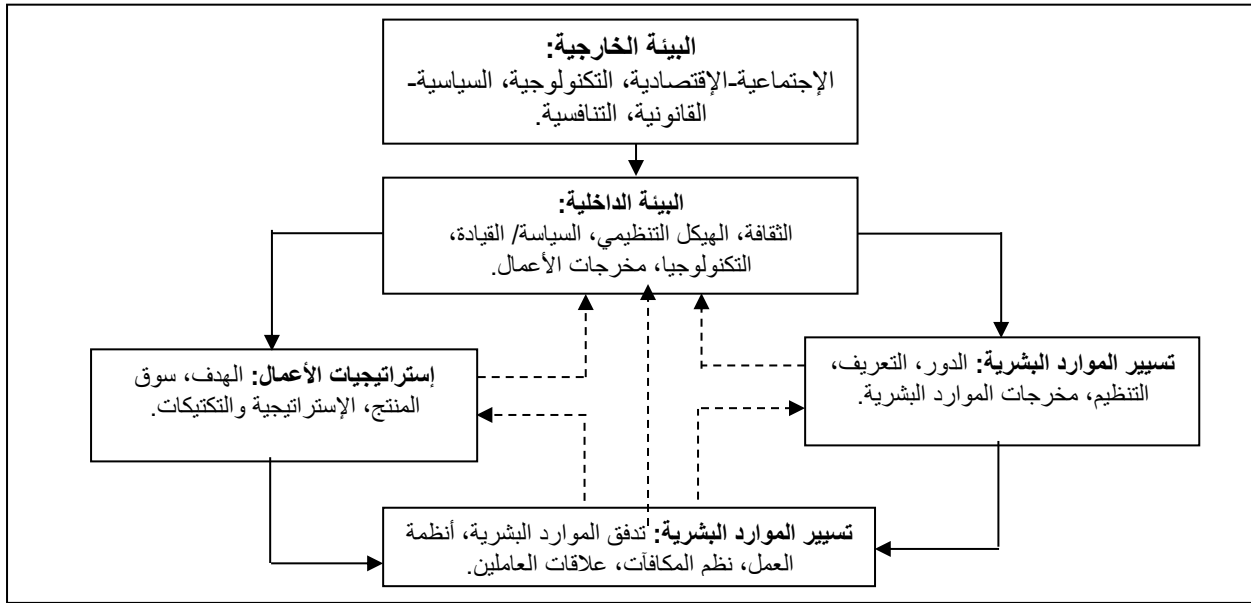 البيئة الخارجية:
الإجتماعية-الإقتصادية، التكنولوجية، السياسية-
القانونية، التنافسية.
البيئة الداخلية:
الثقافة، الهيكل التنظيمي، السياسة/ القيادة،
التكنولوجيا، مخرجات الأعمال.
تسيير الموارد البشرية: الدور، التعريف،
التنظيم، مخرجات الموارد البشرية.
إستراتيجيات الأعمال: الهدف، سوق
المنتج، الإستراتيجية والتكتيكات.
تسيير الموارد البشرية: تدفق الموارد البشرية، أنظمة
العمل، نظم المكافآت، علاقات العاملين.